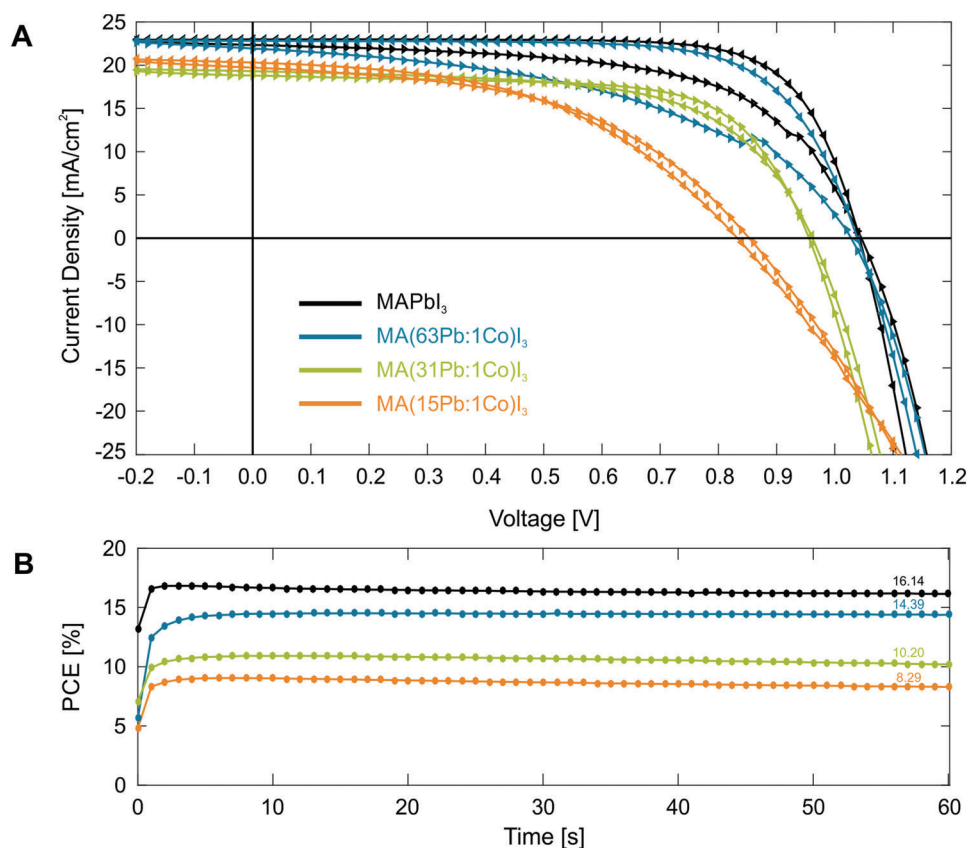 A
25
20
15
10
5
0
-5
-10
-15
-20
-25
Current Density [mA/cm²]
MAPbI₃
MA(63Pb:1Co)I₃
MA(31Pb:1Co)I₃
MA(15Pb:1Co)I₃
-0.2 -0.1 0.0 0.1 0.2 0.3 0.4 0.5 0.6 0.7 0.8 0.9 1.0 1.1 1.2
Voltage [V]
B
20
15
10
5
0
PCE [%]
16.14
14.39
10.20
8.29
0 10 20 30 40 50 60
Time [s]